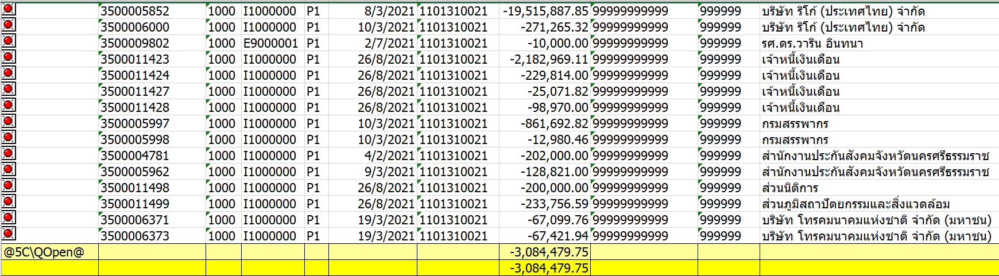 3500005852 1000 I1000000 P1 8/3/2021 1101310021 -19,515,887.85 99999999999 999999 บริษัท ริโก้ (ประเทศไทย) จำกัด
3500006000 1000 I1000000 P1 10/3/2021 1101310021 -271,265.32 99999999999 999999 บริษัท ริโก้ (ประเทศไทย) จำกัด
3500009802 1000 E9000001 P1 2/7/2021 1101310021 -10,000.00 99999999999 999999 รศ.ดร.วาริน อินทนา
3500011423 1000 I1000000 P1 26/8/2021 1101310021 -2,182,969.11 99999999999 999999 เจ้าหนี้เงินเดือน
3500011424 1000 I1000000 P1 26/8/2021 1101310021 -229,814.00 99999999999 999999 เจ้าหนี้เงินเดือน
3500011427 1000 I1000000 P1 26/8/2021 1101310021 -25,071.82 99999999999 999999 เจ้าหนี้เงินเดือน
3500011428 1000 I1000000 P1 26/8/2021 1101310021 -98,970.00 99999999999 999999 เจ้าหนี้เงินเดือน
3500005997 1000 I1000000 P1 10/3/2021 1101310021 -861,692.82 99999999999 999999 กรมสรรพากร
3500005998 1000 I1000000 P1 10/3/2021 1101310021 -12,980.46 99999999999 999999 กรมสรรพากร
3500004781 1000 I1000000 P1 4/2/2021 1101310021 -202,000.00 99999999999 999999 สำนักงานประกันสังคมจังหวัดนครศรีธรรมราช
3500005962 1000 I1000000 P1 9/3/2021 1101310021 -128,821.00 99999999999 999999 สำนักงานประกันสังคมจังหวัดนครศรีธรรมราช
3500011498 1000 I1000000 P1 26/8/2021 1101310021 -200,000.00 99999999999 999999 ส่วนนิติการ
3500011499 1000 I1000000 P1 26/8/2021 1101310021 -233,756.59 99999999999 999999 ส่วนภูมิสถาปัตยกรรมและสิ่งแวดล้อม
3500006371 1000 I1000000 P1 19/3/2021 1101310021 -67,099.76 99999999999 999999 บริษัท โทรคมนาคมแห่งชาติ จำกัด (มหาชน)
3500006373 1000 I1000000 P1 19/3/2021 1101310021 -67,421.94 99999999999 999999 บริษัท โทรคมนาคมแห่งชาติ จำกัด (มหาชน)
@5C\QOpen@ -3,084,479.75
-3,084,479.75